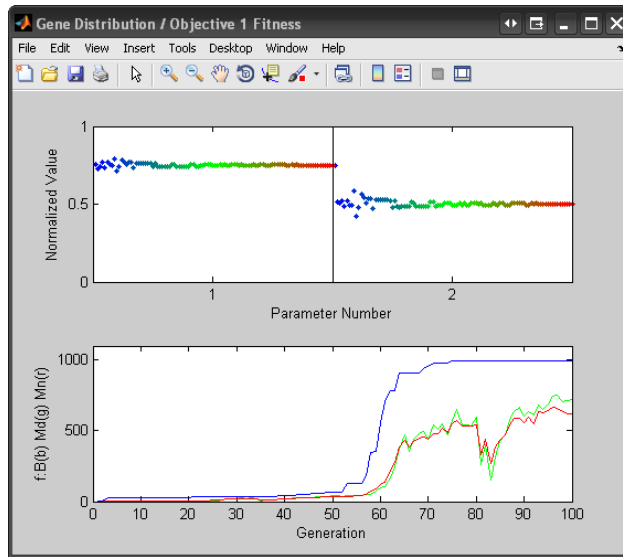 Gene Distribution / Objective 1 Fitness
File Edit View Insert Tools Desktop Window Help
1
0.5
0
Normalized Value
1 2
Parameter Number
1000
500
0
f:B(b) Md(g) Mn(r)
0 10 20 30 40 50 60 70 80 90 100
Generation